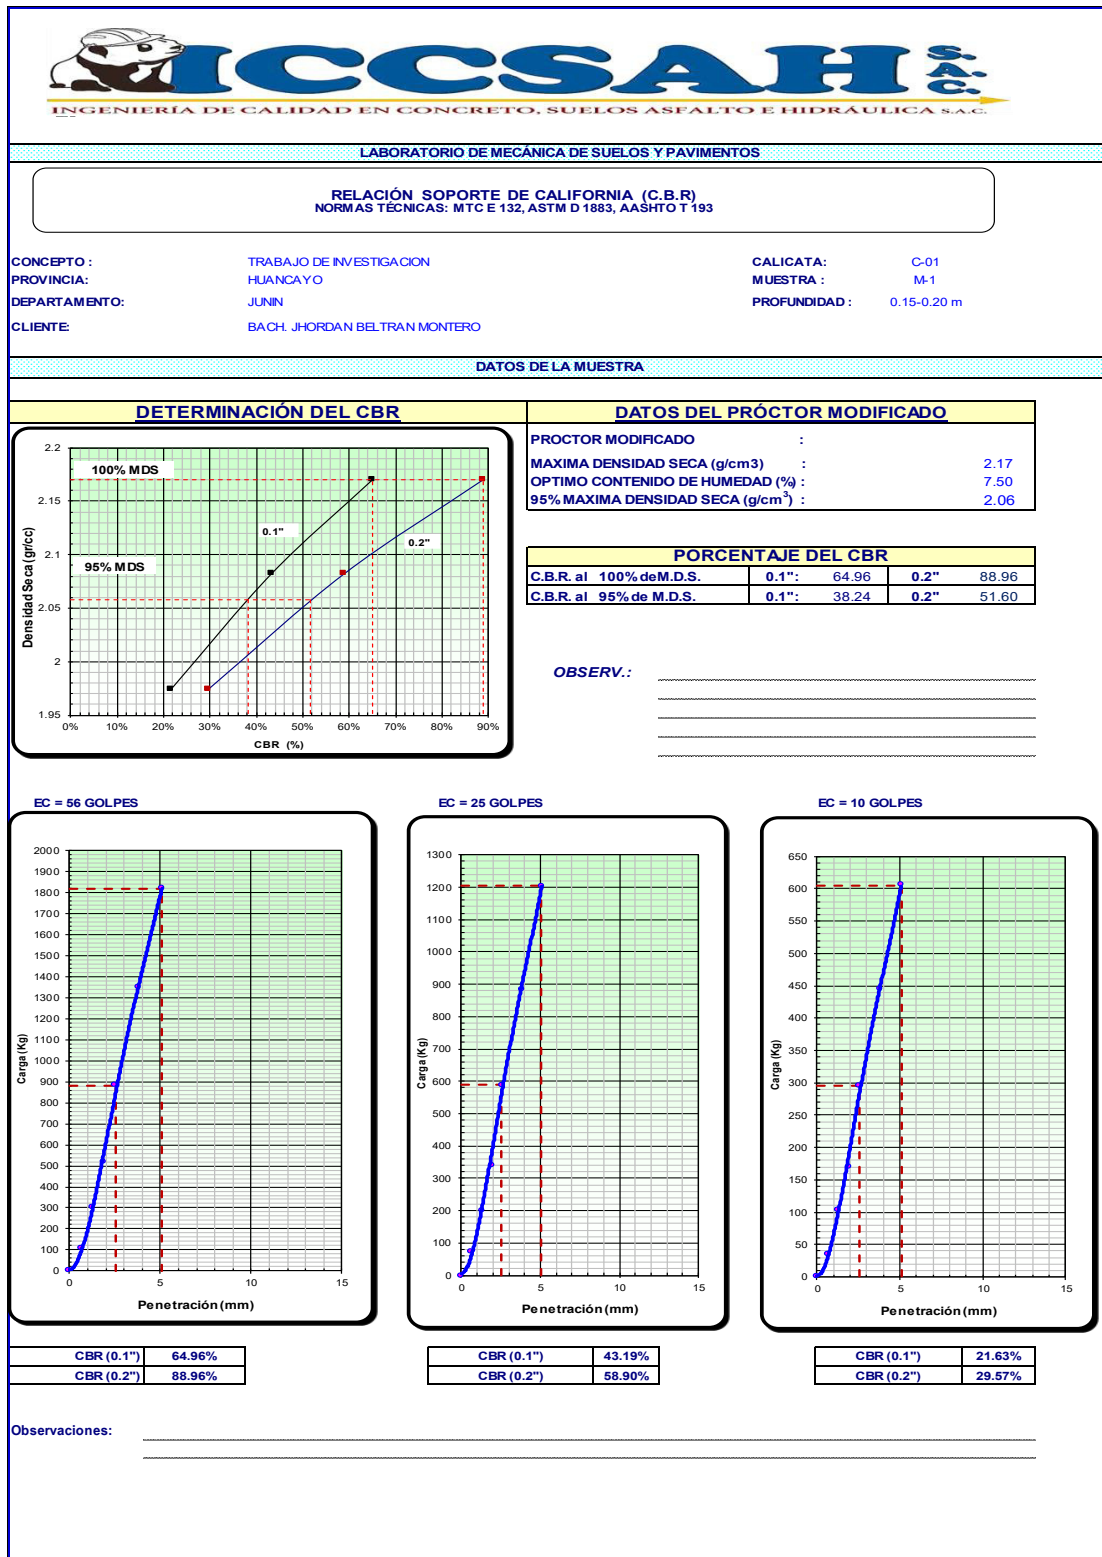 ICCSAH S.A.C.
INGENIERÍA DE CALIDAD EN CONCRETO, SUELOS ASFALTO E HIDRÁULICA S.A.C.
LABORATORIO DE MECÁNICA DE SUELOS Y PAVIMENTOS
RELACIÓN SOPORTE DE CALIFORNIA (C.B.R)
NORMAS TÉCNICAS: MTC E 132, ASTM D 1883, AASHTO T 193
CONCEPTO : TRABAJO DE INVESTIGACION CALICATA: C-01
PROVINCIA: HUANCAYO MUESTRA : M-1
DEPARTAMENTO: JUNIN PROFUNDIDAD : 0.15-0.20 m
CLIENTE: BACH. JHORDAN BELTRAN MONTERO
DATOS DE LA MUESTRA
DETERMINACIÓN DEL CBR
2.2
2.15
2.1
2.05
2
1.95
Densidad Seca (gr/cc)
100% MDS
95% MDS
0.1"
0.2"
0% 10% 20% 30% 40% 50% 60% 70% 80% 90%
CBR (%)
DATOS DEL PRÓCTOR MODIFICADO
PROCTOR MODIFICADO :
MAXIMA DENSIDAD SECA (g/cm3) : 2.17
OPTIMO CONTENIDO DE HUMEDAD (%) : 7.50
95% MAXIMA DENSIDAD SECA (g/cm³) : 2.06
PORCENTAJE DEL CBR
C.B.R. al 100% de M.D.S. 0.1": 64.96 0.2" 88.96
C.B.R. al 95% de M.D.S. 0.1": 38.24 0.2" 51.60
OBSERV.:
EC = 56 GOLPES
2000
1900
1800
1700
1600
1500
1400
1300
1200
1100
1000
900
800
700
600
500
400
300
200
100
0
Carga (Kg)
0 5 10 15
Penetración (mm)
CBR (0.1") 64.96%
CBR (0.2") 88.96%
EC = 25 GOLPES
1300
1200
1100
1000
900
800
700
600
500
400
300
200
100
0
Carga (Kg)
0 5 10 15
Penetración (mm)
CBR (0.1") 43.19%
CBR (0.2") 58.90%
EC = 10 GOLPES
650
600
550
500
450
400
350
300
250
200
150
100
50
0
Carga (Kg)
0 5 10 15
Penetración (mm)
CBR (0.1") 21.63%
CBR (0.2") 29.57%
Observaciones: